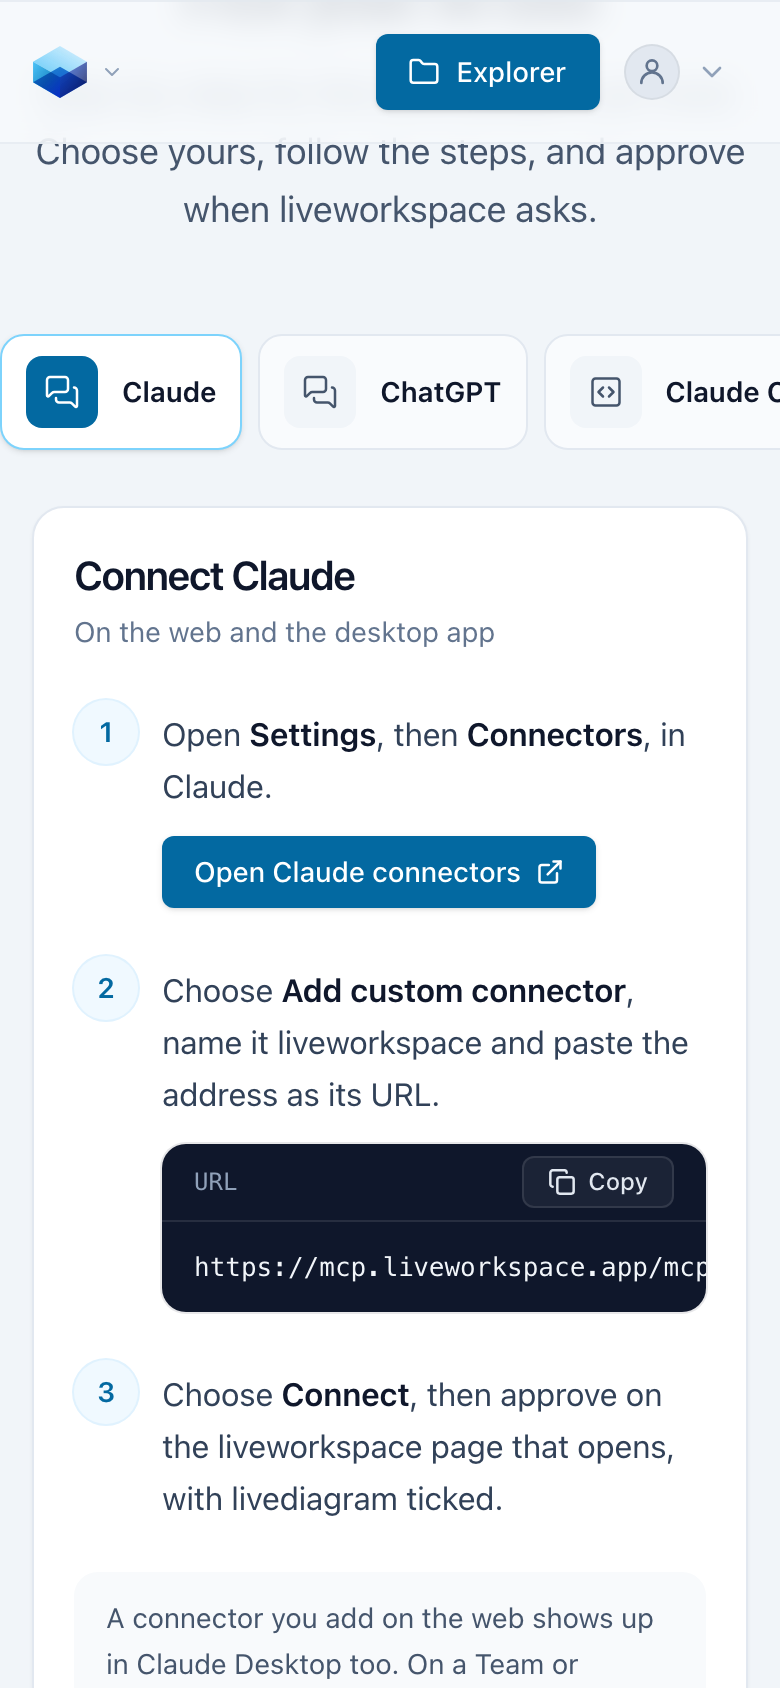 Explorer
Choose yours, follow the steps, and approve
when liveworkspace asks.
Claude
ChatGPT
Claude C
Connect Claude
On the web and the desktop app
1
Open Settings, then Connectors, in
Claude.
Open Claude connectors
2
Choose Add custom connector,
name it liveworkspace and paste the
address as its URL.
URL
Copy
https://mcp.liveworkspace.app/mcp
3
Choose Connect, then approve on
the liveworkspace page that opens,
with livediagram ticked.
A connector you add on the web shows up
in Claude Desktop too. On a Team or